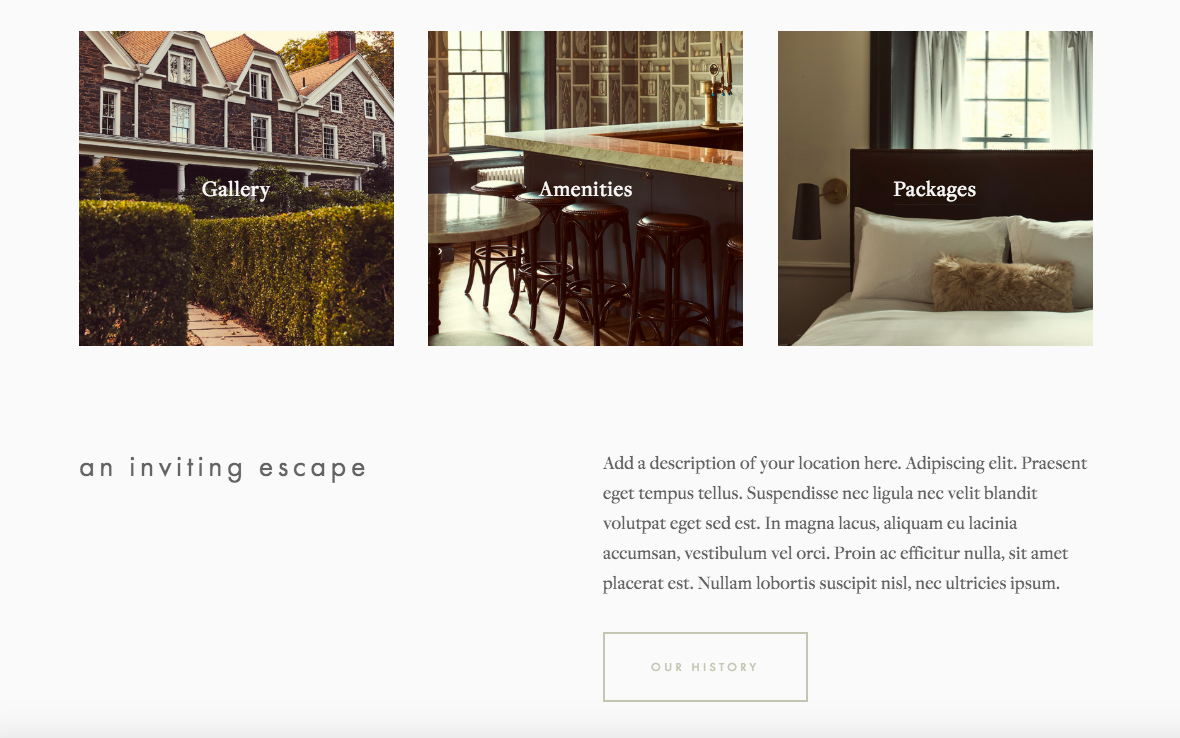 Gallery
Amenities
Packages
an inviting escape
Add a description of your location here. Adipiscing elit. Praesent
eget tempus tellus. Suspendisse nec ligula nec velit blandit
volutpat eget sed est. In magna lacus, aliquam eu lacinia
accumsan, vestibulum vel orci. Proin ac efficitur nulla, sit amet
placerat est. Nullam lobortis suscipit nisl, nec ultricies ipsum.
OUR HISTORY